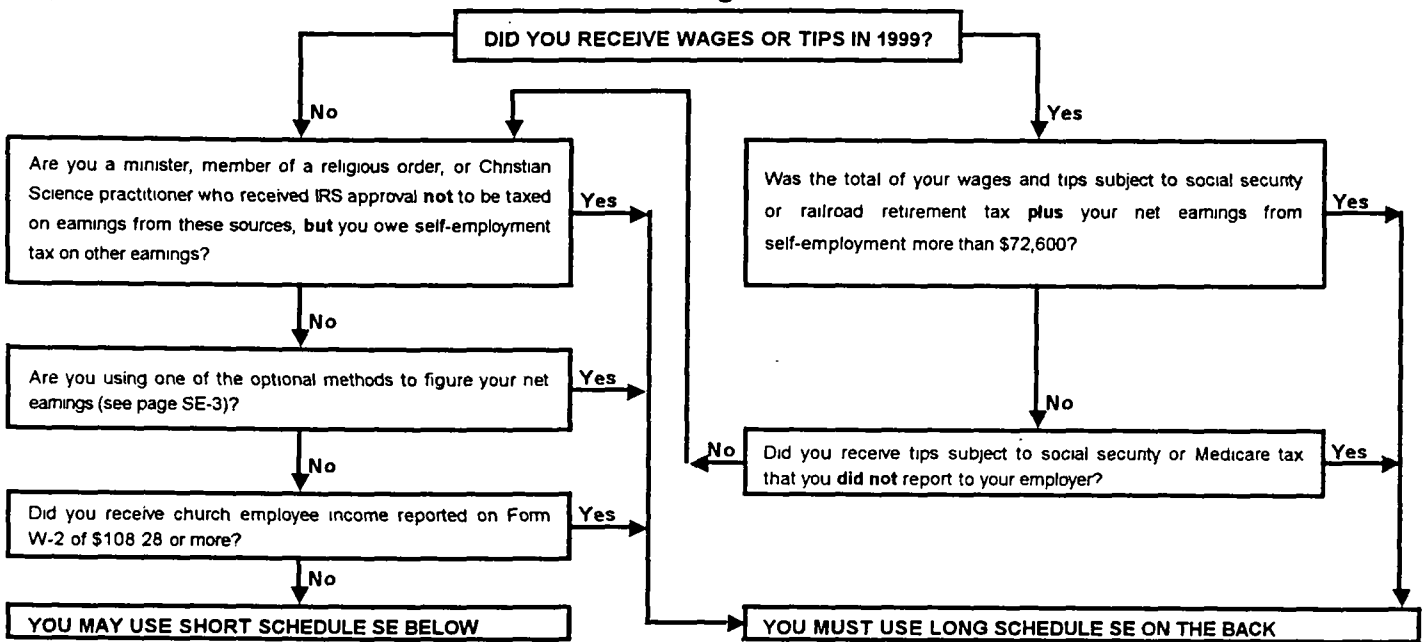 DID YOU RECEIVE WAGES OR TIPS IN 1999?
No
Yes
Are you a minister, member of a religious order, or Christian
Science practitioner who received IRS approval not to be taxed
on earnings from these sources, but you owe self-employment
tax on other earnings?
Yes
Was the total of your wages and tips subject to social security
or railroad retirement tax plus your net earnings from
self-employment more than $72,600?
Yes
No
Are you using one of the optional methods to figure your net
earnings (see page SE-3)?
Yes
No
No
Did you receive tips subject to social security or Medicare tax
that you did not report to your employer?
Yes
No
Did you receive church employee income reported on Form
W-2 of $108 28 or more?
Yes
No
YOU MAY USE SHORT SCHEDULE SE BELOW
YOU MUST USE LONG SCHEDULE SE ON THE BACK